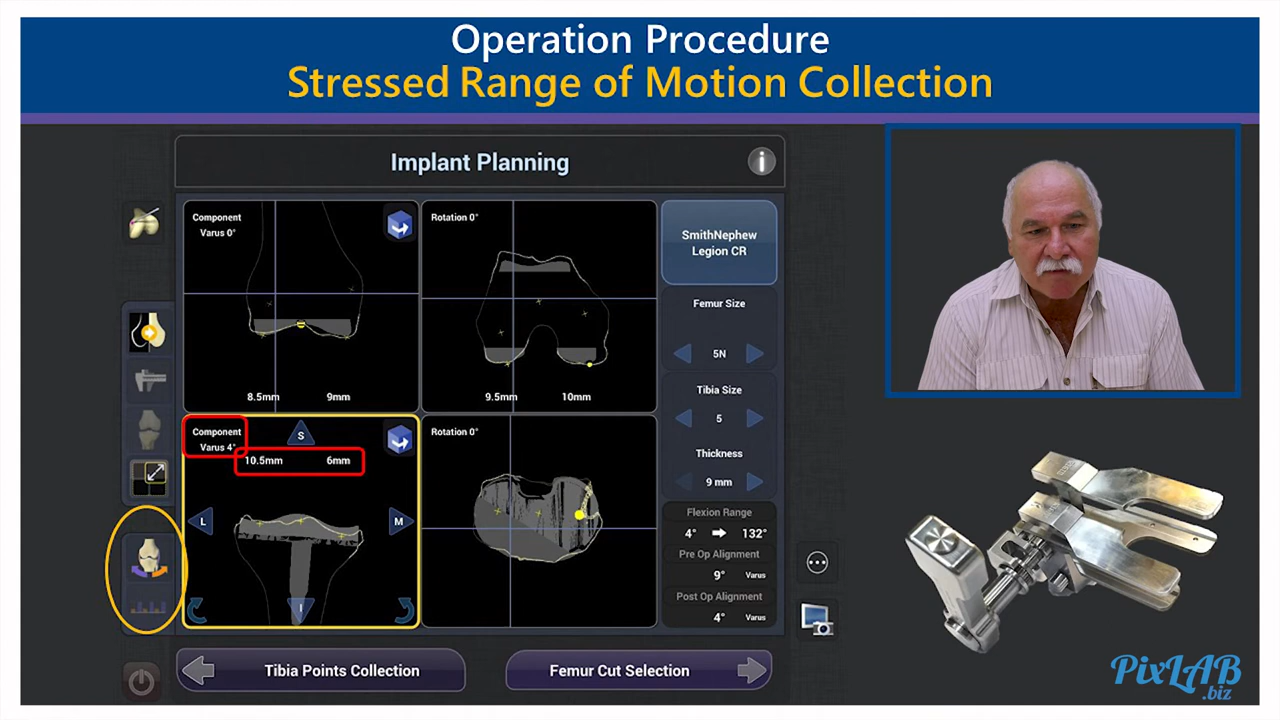 Operation Procedure
Stressed Range of Motion Collection
Implant Planning
i
Component
Varus 0°
8.5mm 9mm
Rotation 0°
9.5mm 10mm
SmithNephew
Legion CR
Femur Size
5N
Tibia Size
5
Thickness
9 mm
Component
Varus 4°
S
10.5mm 6mm
L
M
I
Rotation 0°
Flexion Range
4° 132°
Pre Op Alignment
9° Varus
Post Op Alignment
4° Varus
Tibia Points Collection
Femur Cut Selection
PixLAB
.biz